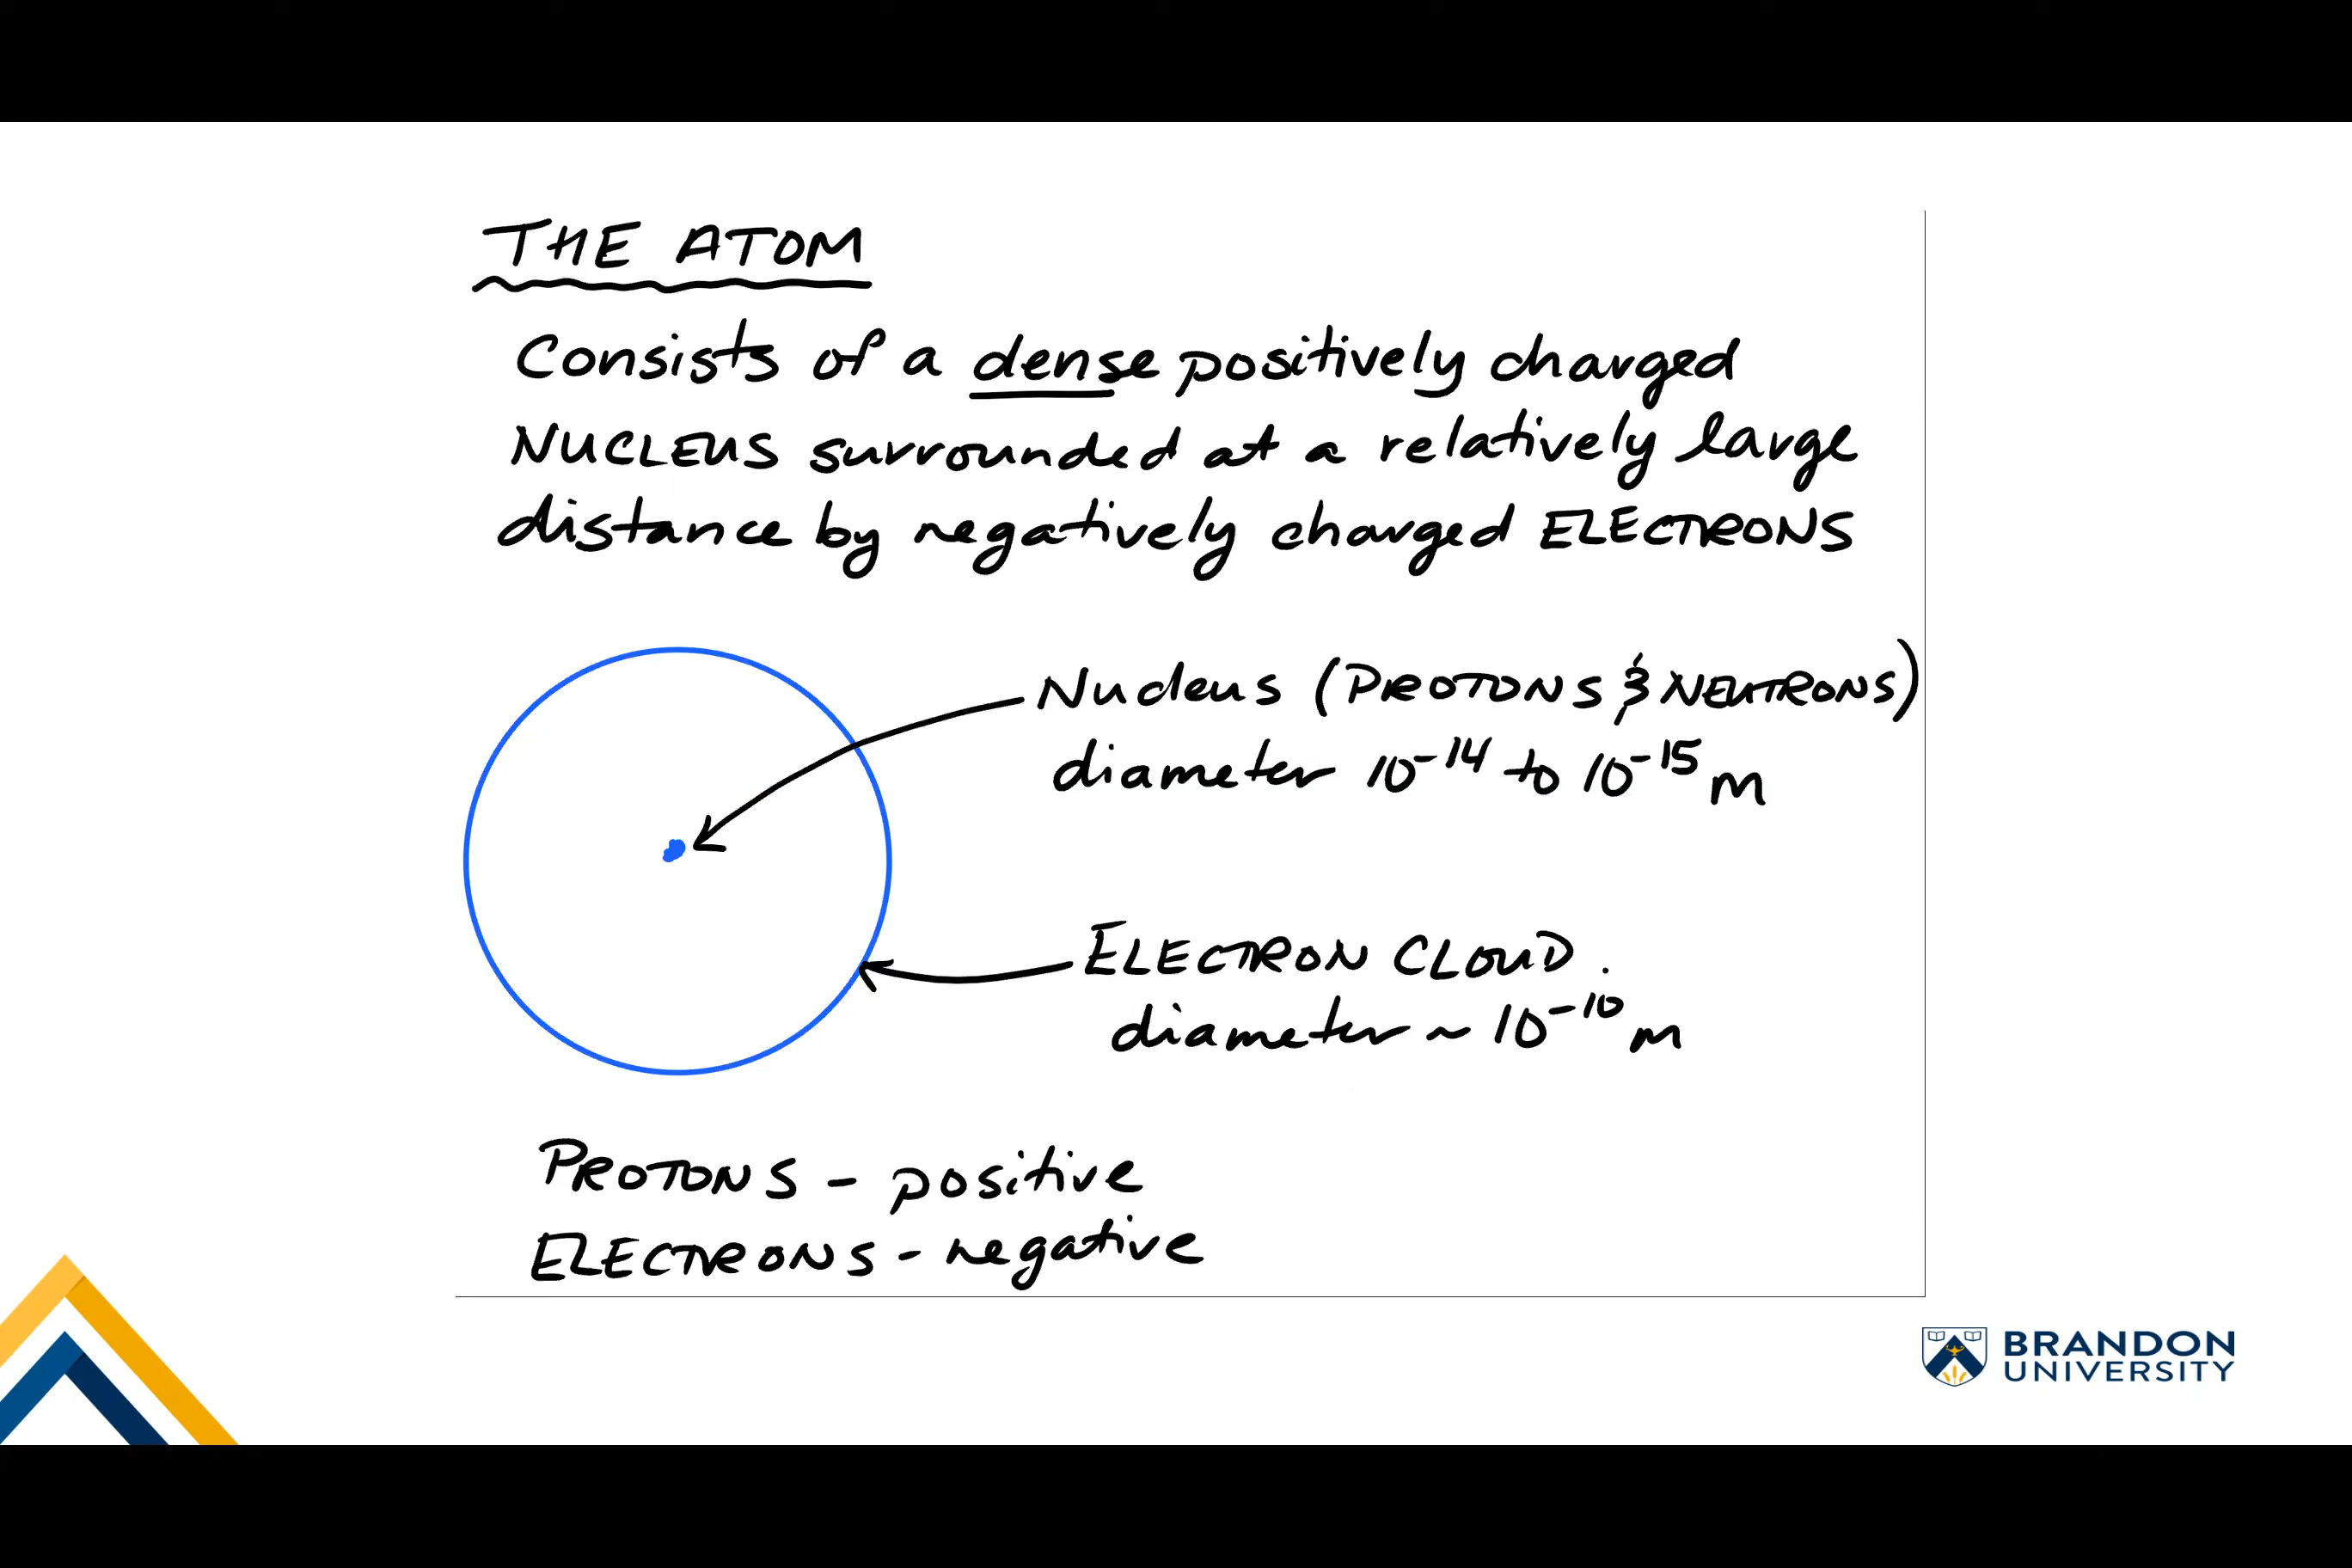 THE ATOM
Consists of a dense positively charged
NUCLEUS surrounded at a relatively large
distance by negatively charged ELECTRONS
Nucleus (PROTONS & NEUTRONS)
diameter 10⁻¹⁴ to 10⁻¹⁵ m
ELECTRON CLOUD.
diameter ~ 10⁻¹⁰ m
PROTONS - positive
ELECTRONS - negative
BRANDON
UNIVERSITY